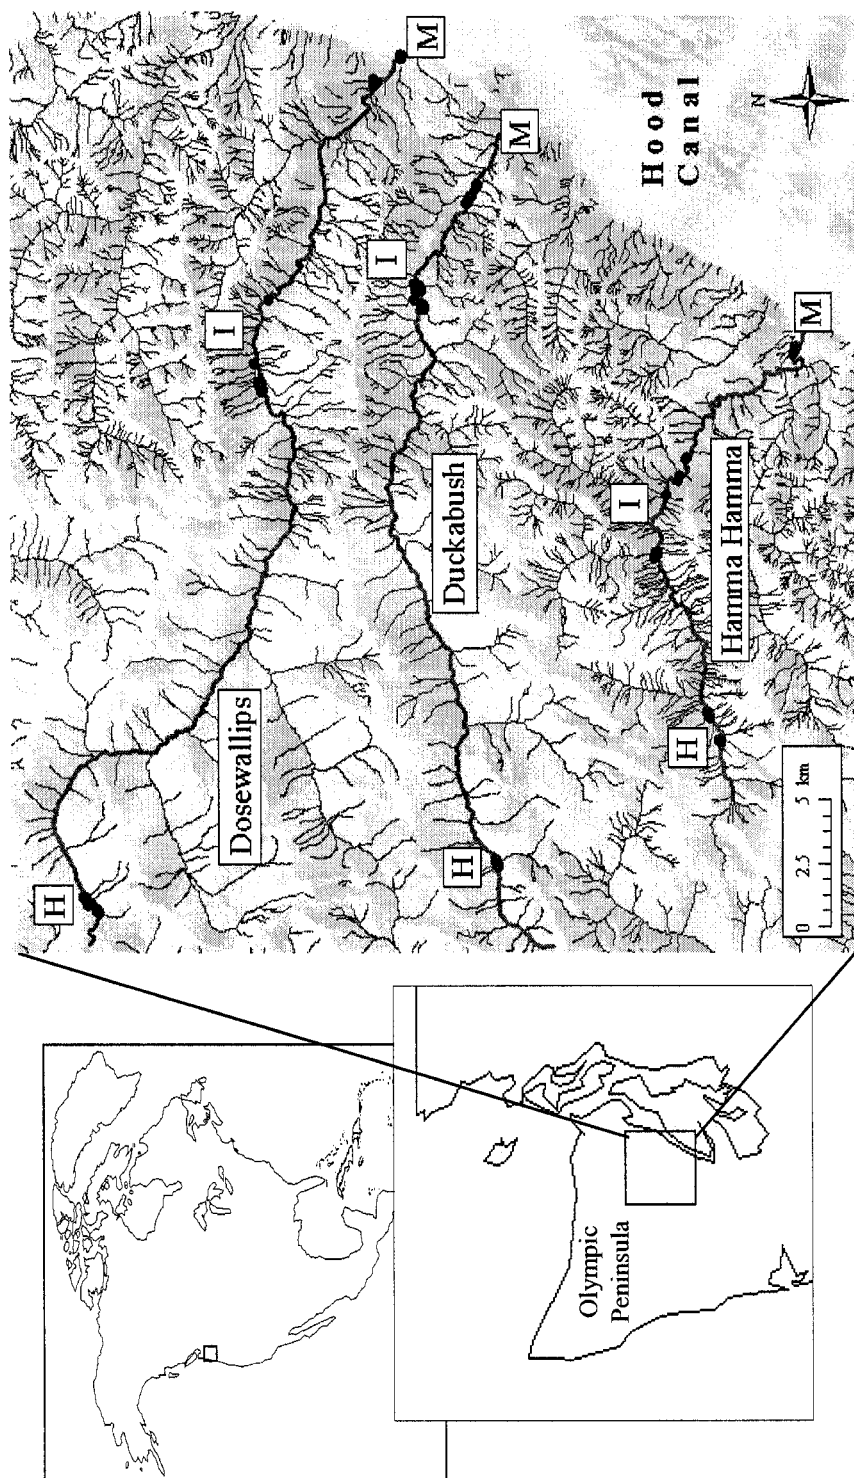 H
Dosewallips
I
M
H
Duckabush
I
M
H
Hamma Hamma
I
M
Hood
Canal
N
0 2.5 5 km
Olympic
Peninsula